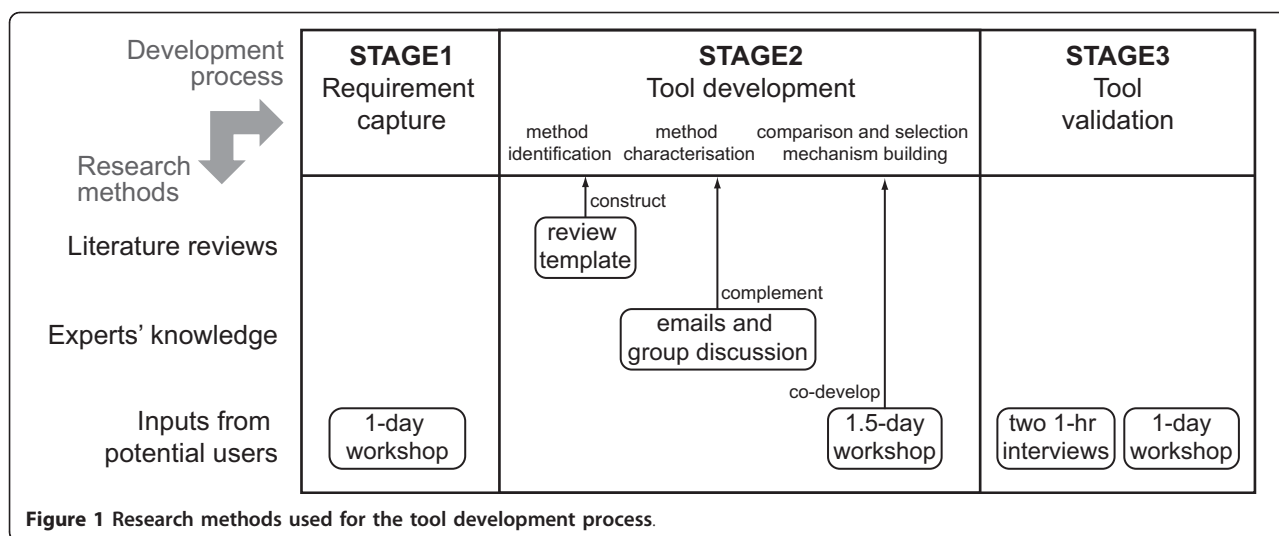 Development
process
Research
methods
STAGE1
Requirement
capture
STAGE2
Tool development
method
identification
method
characterisation
comparison and selection
mechanism building
STAGE3
Tool
validation
Literature reviews
construct
review
template
Experts’ knowledge
complement
emails and
group discussion
Inputs from
potential users
1-day
workshop
co-develop
1.5-day
workshop
two 1-hr
interviews
1-day
workshop
Figure 1 Research methods used for the tool development process.